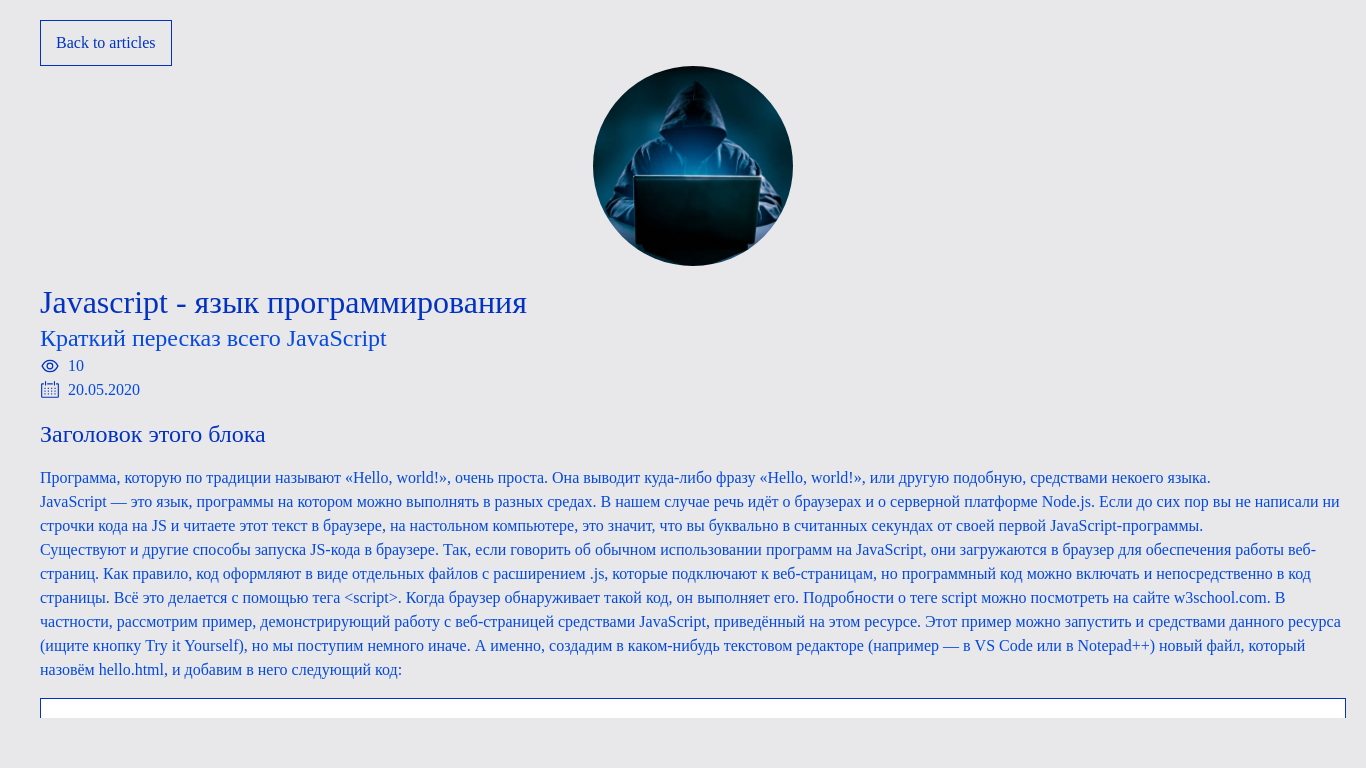 Back to articles
Javascript - язык программирования
Краткий пересказ всего JavaScript
10
20.05.2020
Заголовок этого блока
Программа, которую по традиции называют «Hello, world!», очень проста. Она выводит куда-либо фразу «Hello, world!», или другую подобную, средствами некоего языка.
JavaScript — это язык, программы на котором можно выполнять в разных средах. В нашем случае речь идёт о браузерах и о серверной платформе Node.js. Если до сих пор вы не написали ни
строчки кода на JS и читаете этот текст в браузере, на настольном компьютере, это значит, что вы буквально в считанных секундах от своей первой JavaScript-программы.
Существуют и другие способы запуска JS-кода в браузере. Так, если говорить об обычном использовании программ на JavaScript, они загружаются в браузер для обеспечения работы веб-
страниц. Как правило, код оформляют в виде отдельных файлов с расширением .js, которые подключают к веб-страницам, но программный код можно включать и непосредственно в код
страницы. Всё это делается с помощью тега <script>. Когда браузер обнаруживает такой код, он выполняет его. Подробности о теге script можно посмотреть на сайте w3school.com. В
частности, рассмотрим пример, демонстрирующий работу с веб-страницей средствами JavaScript, приведённый на этом ресурсе. Этот пример можно запустить и средствами данного ресурса
(ищите кнопку Try it Yourself), но мы поступим немного иначе. А именно, создадим в каком-нибудь текстовом редакторе (например — в VS Code или в Notepad++) новый файл, который
назовём hello.html, и добавим в него следующий код: